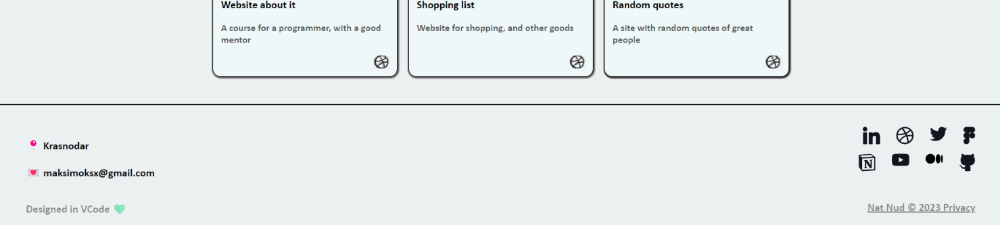 Website about it
A course for a programmer, with a good
mentor
Shopping list
Website for shopping, and other goods
Random quotes
A site with random quotes of great
people
Krasnodar
maksimoksx@gmail.com
Designed in VCode
in
N
Nat Nud © 2023 Privacy